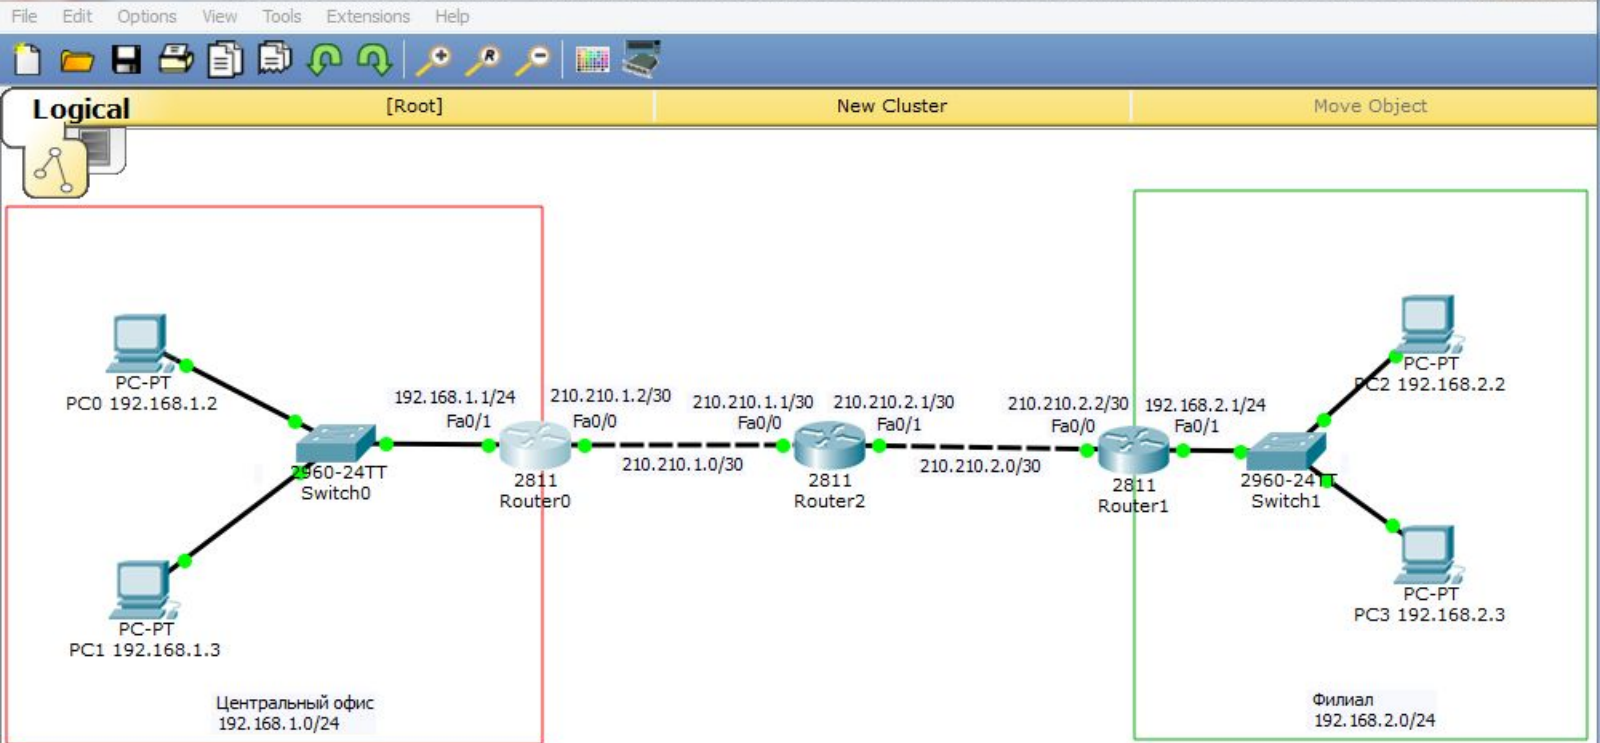 File Edit Options View Tools Extensions Help
R
Logical [Root] New Cluster Move Object
PC-PT
PC0 192.168.1.2
2960-24TT
Switch0
PC-PT
PC1 192.168.1.3
Центральный офис
192.168.1.0/24
192.168.1.1/24
Fa0/1
210.210.1.2/30
Fa0/0
2811
Router0
210.210.1.0/30
210.210.1.1/30
Fa0/0
210.210.2.1/30
Fa0/1
2811
Router2
210.210.2.0/30
210.210.2.2/30
Fa0/0
192.168.2.1/24
Fa0/1
2811
Router1
2960-24TT
Switch1
PC-PT
PC2 192.168.2.2
PC-PT
PC3 192.168.2.3
Филиал
192.168.2.0/24